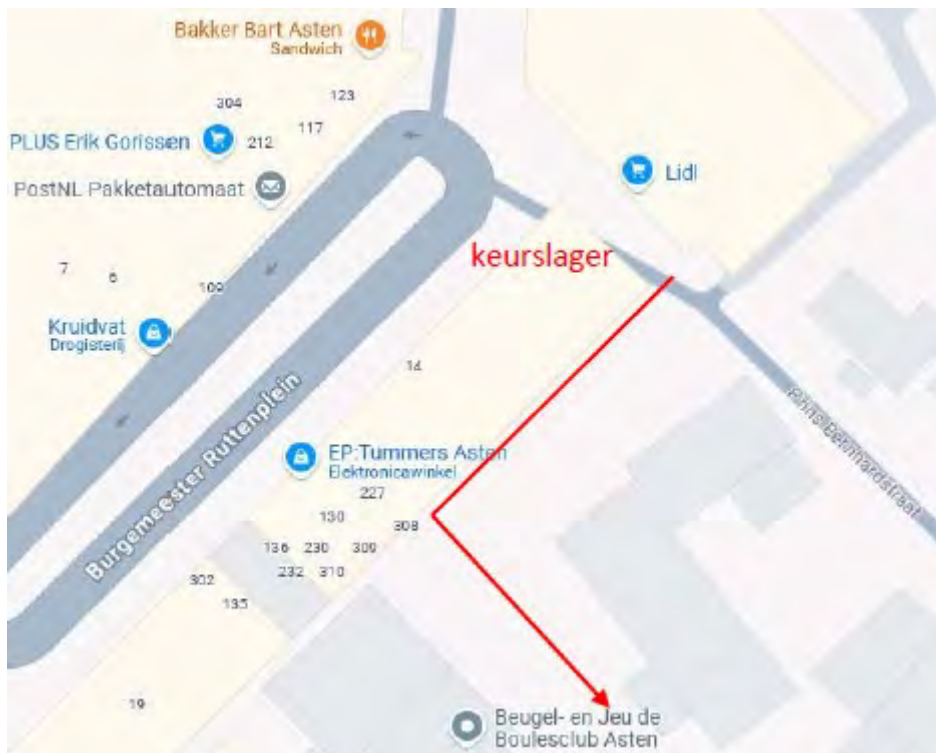 Bakker Bart Asten
Sandwich
123
304
117
PLUS Erik Gorissen
212
PostNL Pakketautomaat
Lidl
keurslager
7
6
109
Kruidvat
Drogisterij
14
Burgemeester Ruttenplein
Prins Bernhardstraat
EP:Tummers Asten
Elektronicawinkel
227
130
308
136 230 309
232 310
302
135
19
Beugel- en Jeu de
Boulesclub Asten